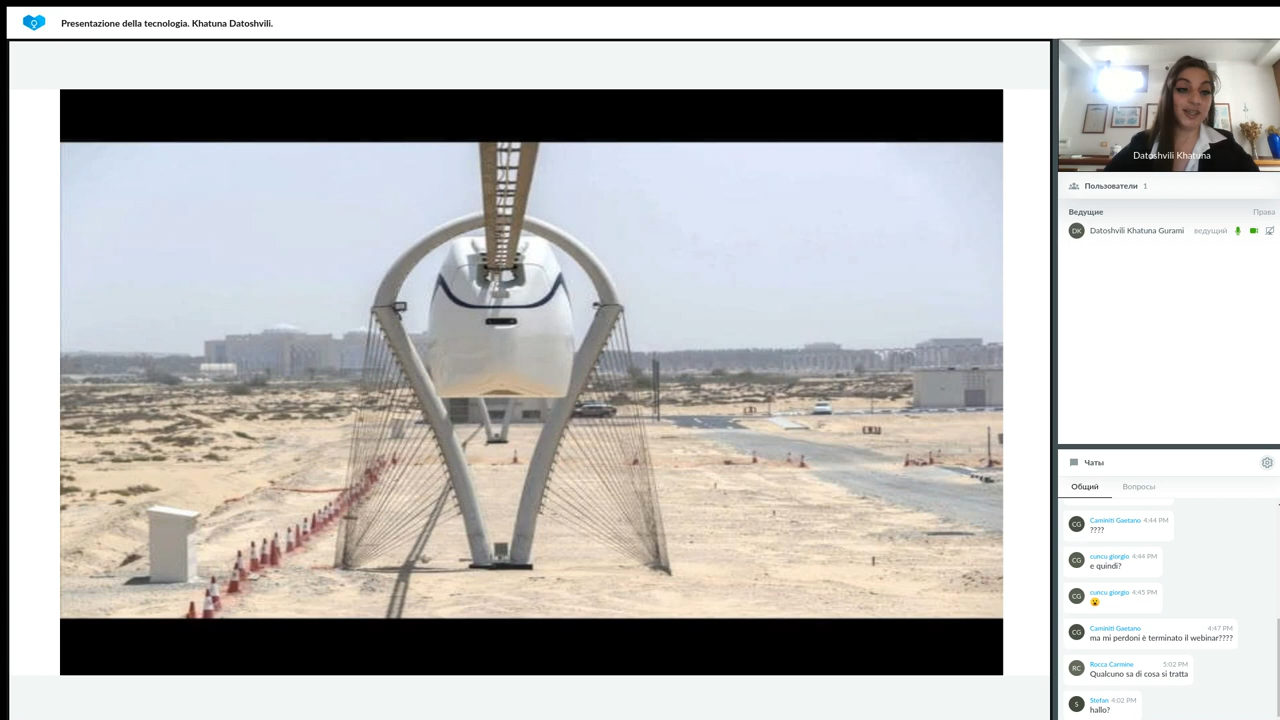 Presentazione della tecnologia. Khatuna Datoshvili.
Datoshvili Khatuna
Пользователи 1
Ведущие Права
DK Datoshvili Khatuna Gurami ведущий
Чаты
Общий Вопросы
CG Caminiti Gaetano 4:44 PM
????
CG cuncu giorgio 4:44 PM
e quindi?
CG cuncu giorgio 4:45 PM
😮
CG Caminiti Gaetano 4:47 PM
ma mi perdoni è terminato il webinar????
RC Rocca Carmine 5:02 PM
Qualcuno sa di cosa si tratta
S Stefan 4:02 PM
hallo?